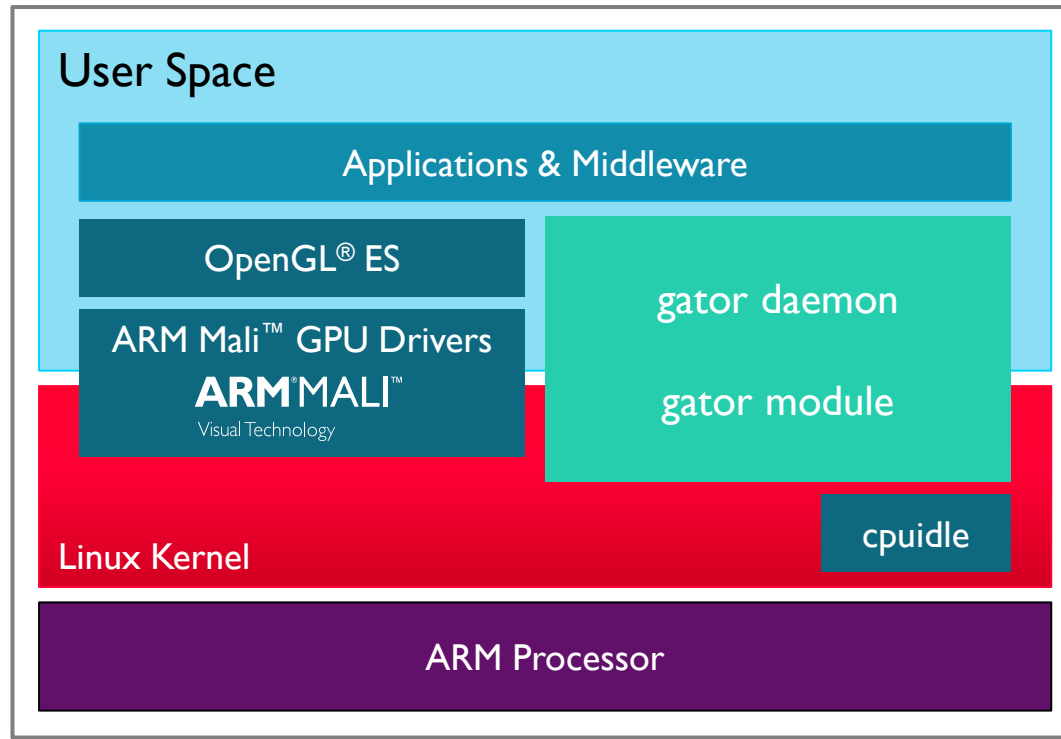 User Space
Applications & Middleware
OpenGL® ES
ARM Mali™ GPU Drivers
ARM®MALI™
Visual Technology
gator daemon
gator module
cpuidle
Linux Kernel
ARM Processor